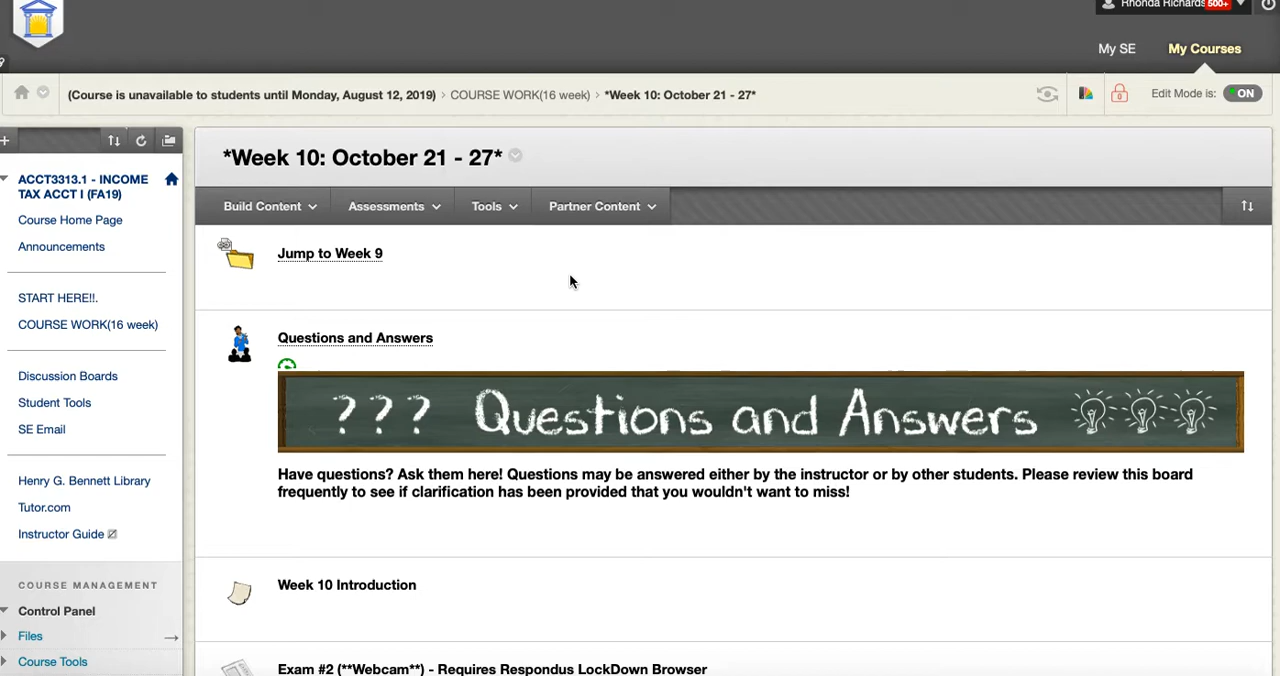 Rhonda Richards 500+
My SE
My Courses
(Course is unavailable to students until Monday, August 12, 2019) > COURSE WORK(16 week) > *Week 10: October 21 - 27*
Edit Mode is: ON
ACCT3313.1 - INCOME
TAX ACCT I (FA19)
Course Home Page
Announcements
START HERE!!.
COURSE WORK(16 week)
Discussion Boards
Student Tools
SE Email
Henry G. Bennett Library
Tutor.com
Instructor Guide
COURSE MANAGEMENT
Control Panel
Files
Course Tools
*Week 10: October 21 - 27*
Build Content
Assessments
Tools
Partner Content
Jump to Week 9
Questions and Answers
? ? ? Questions and Answers
Have questions? Ask them here! Questions may be answered either by the instructor or by other students. Please review this board
frequently to see if clarification has been provided that you wouldn't want to miss!
Week 10 Introduction
Exam #2 (**Webcam**) - Requires Respondus LockDown Browser